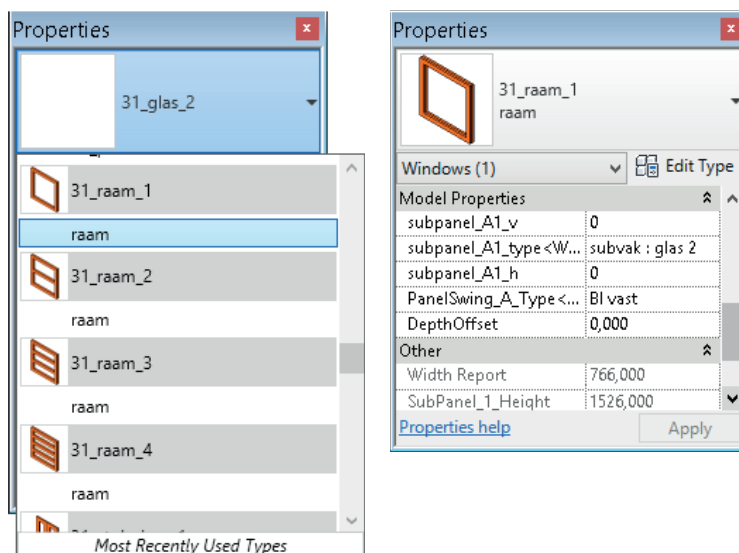 Properties
x
31_glas_2
31_raam_1
raam
31_raam_2
raam
31_raam_3
raam
31_raam_4
raam
Most Recently Used Types
Properties
x
31_raam_1
raam
Windows (1)
Edit Type
Model Properties
subpanel_A1_v 0
subpanel_A1_type<W... subvak : glas 2
subpanel_A1_h 0
PanelSwing_A_Type<... Bl vast
DepthOffset 0,000
Other
Width Report 766,000
SubPanel_1_Height 1526,000
Properties help
Apply